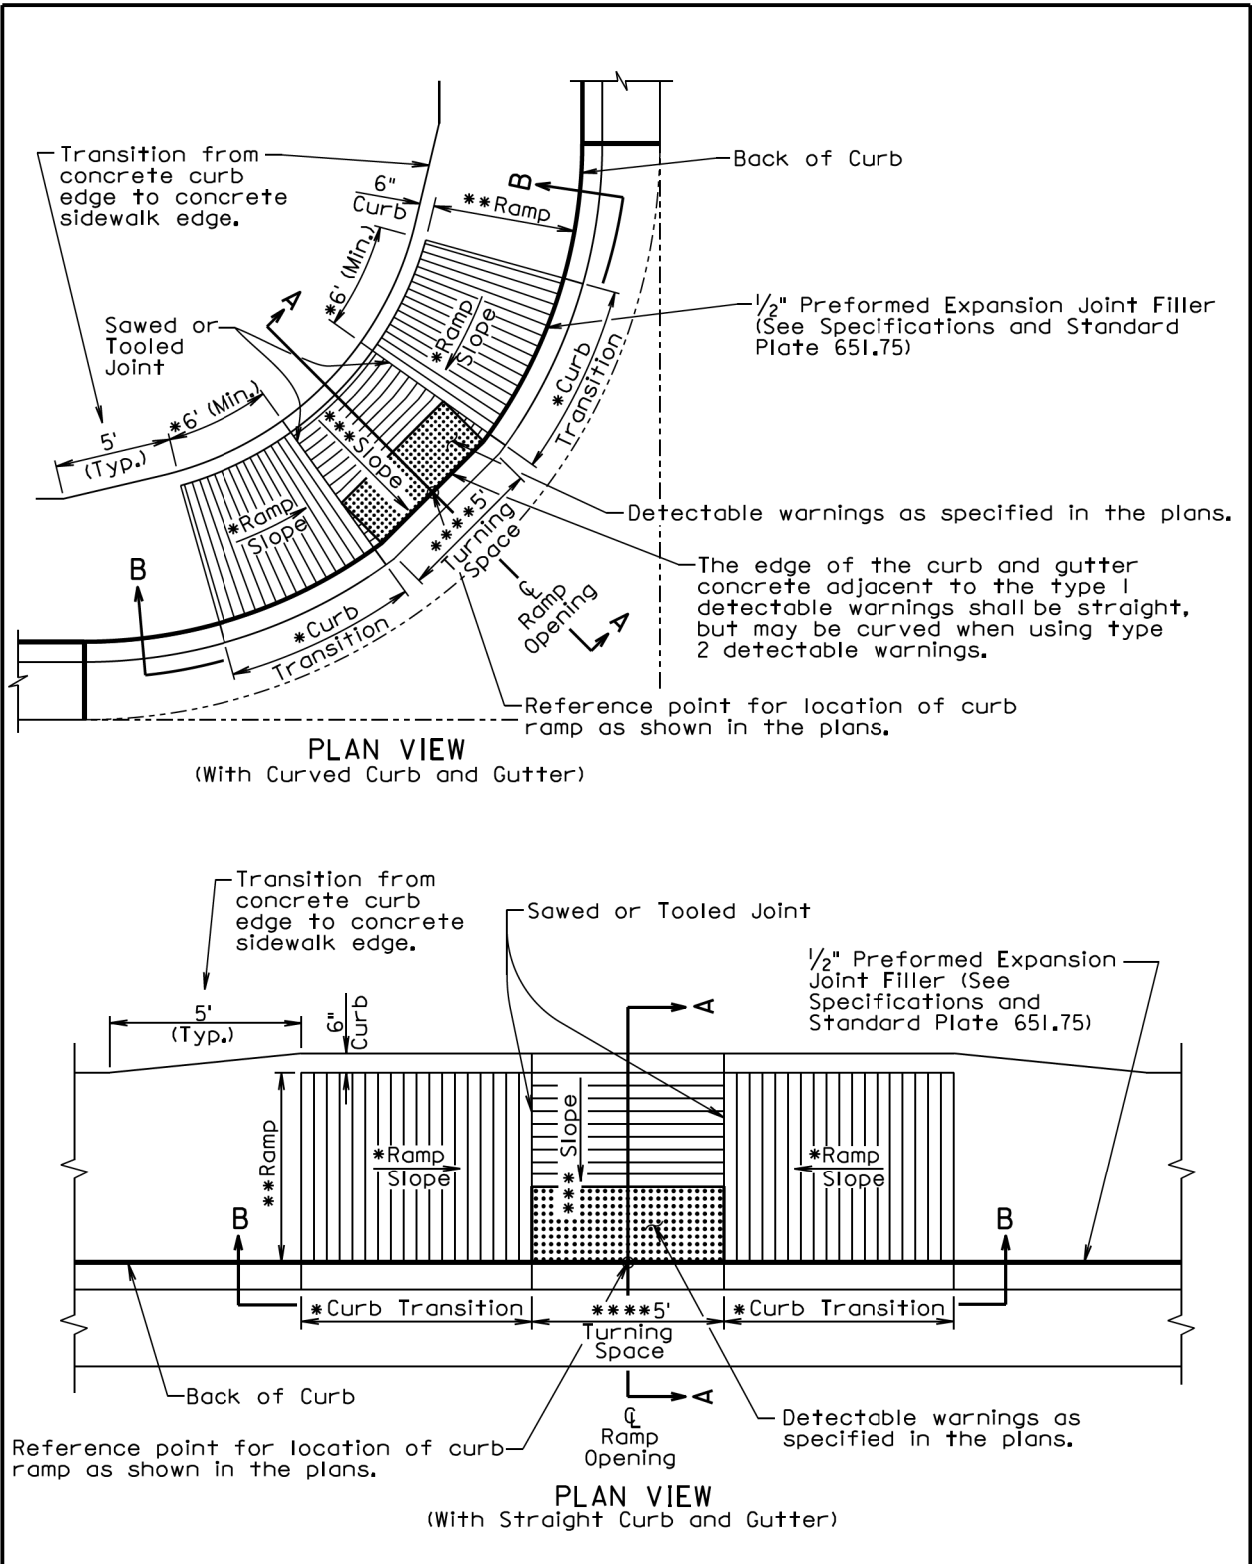 Transition from
concrete curb
edge to concrete
sidewalk edge.
6"
Curb
**Ramp
B
Back of Curb
*6' (Min.)
A
Sawed or
Tooled
Joint
*Ramp
Slope
1/2" Preformed Expansion Joint Filler
(See Specifications and Standard
Plate 651.75)
*Curb
Transition
5'
(Typ.)
*6' (Min.)
***Slope
*Ramp
Slope
****5'
Turning
Space
Detectable warnings as specified in the plans.
B
The edge of the curb and gutter
concrete adjacent to the type 1
detectable warnings shall be straight,
but may be curved when using type
2 detectable warnings.
℄
Ramp
Opening
A
*Curb
Transition
Reference point for location of curb
ramp as shown in the plans.
PLAN VIEW
(With Curved Curb and Gutter)
Transition from
concrete curb
edge to concrete
sidewalk edge.
Sawed or Tooled Joint
1/2" Preformed Expansion
Joint Filler (See
Specifications and
Standard Plate 651.75)
5'
(Typ.)
6"
Curb
A
**Ramp
*Ramp
Slope
***Slope
*Ramp
Slope
B
B
*Curb Transition
****5'
Turning
Space
*Curb Transition
Back of Curb
A
℄
Ramp
Opening
Detectable warnings as
specified in the plans.
Reference point for location of curb
ramp as shown in the plans.
PLAN VIEW
(With Straight Curb and Gutter)